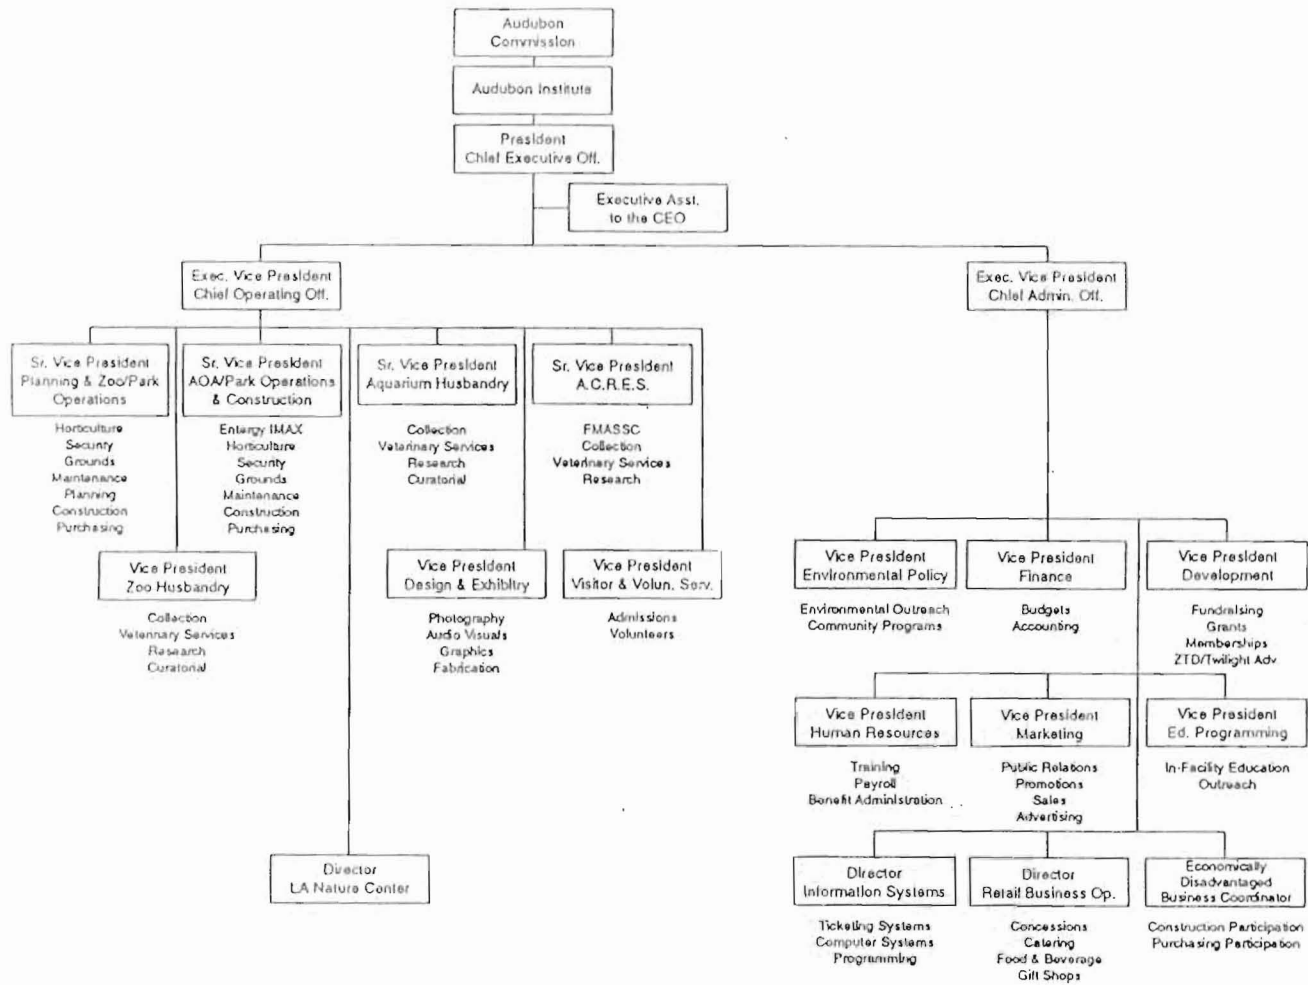 Audubon
Commission
Audubon Institute
President
Chief Executive Off.
Executive Asst.
to the CEO
Exec. Vice President
Chief Operating Off.
Exec. Vice President
Chief Admin. Off.
Sr. Vice President
Planning & Zoo/Park
Operations
Horticulture
Security
Grounds
Maintenance
Planning
Construction
Purchasing
Sr. Vice President
AOA/Park Operations
& Construction
Entergy IMAX
Horticulture
Security
Grounds
Maintenance
Construction
Purchasing
Sr. Vice President
Aquarium Husbandry
Collection
Veterinary Services
Research
Curatorial
Sr. Vice President
A.C.R.E.S.
FMASSC
Collection
Veterinary Services
Research
Vice President
Zoo Husbandry
Collection
Veterinary Services
Research
Curatorial
Vice President
Design & Exhibitry
Photography
Audio Visuals
Graphics
Fabrication
Vice President
Visitor & Volun. Serv.
Admissions
Volunteers
Vice President
Environmental Policy
Environmental Outreach
Community Programs
Vice President
Finance
Budgets
Accounting
Vice President
Development
Fundraising
Grants
Memberships
ZTD/Twilight Adv
Vice President
Human Resources
Training
Payroll
Benefit Administration
Vice President
Marketing
Public Relations
Promotions
Sales
Advertising
Vice President
Ed. Programming
In-Facility Education
Outreach
Director
LA Nature Center
Director
Information Systems
Ticketing Systems
Computer Systems
Programming
Director
Retail Business Op.
Concessions
Catering
Food & Beverage
Gift Shops
Economically
Disadvantaged
Business Coordinator
Construction Participation
Purchasing Participation